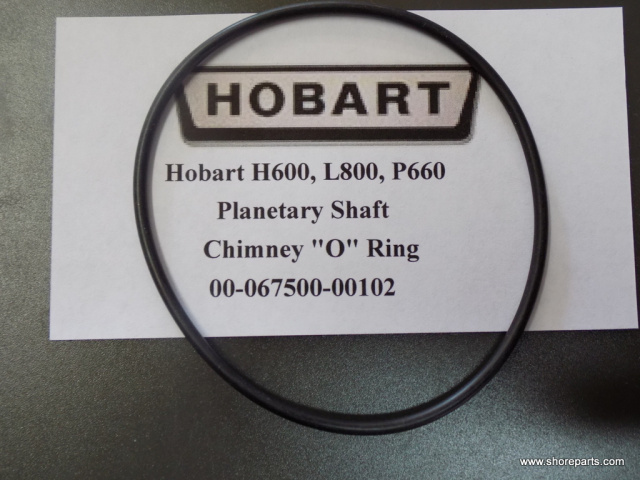 HOBART
Hobart H600, L800, P660
Planetary Shaft
Chimney "O" Ring
00-067500-00102
www.shoreparts.com